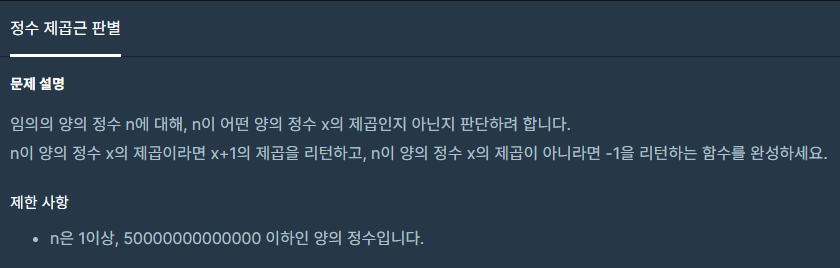 정수 제곱근 판별
문제 설명
임의의 양의 정수 n에 대해, n이 어떤 양의 정수 x의 제곱인지 아닌지 판단하려 합니다.
n이 양의 정수 x의 제곱이라면 x+1의 제곱을 리턴하고, n이 양의 정수 x의 제곱이 아니라면 -1을 리턴하는 함수를 완성하세요.
제한 사항
• n은 1이상, 50000000000000 이하인 양의 정수입니다.